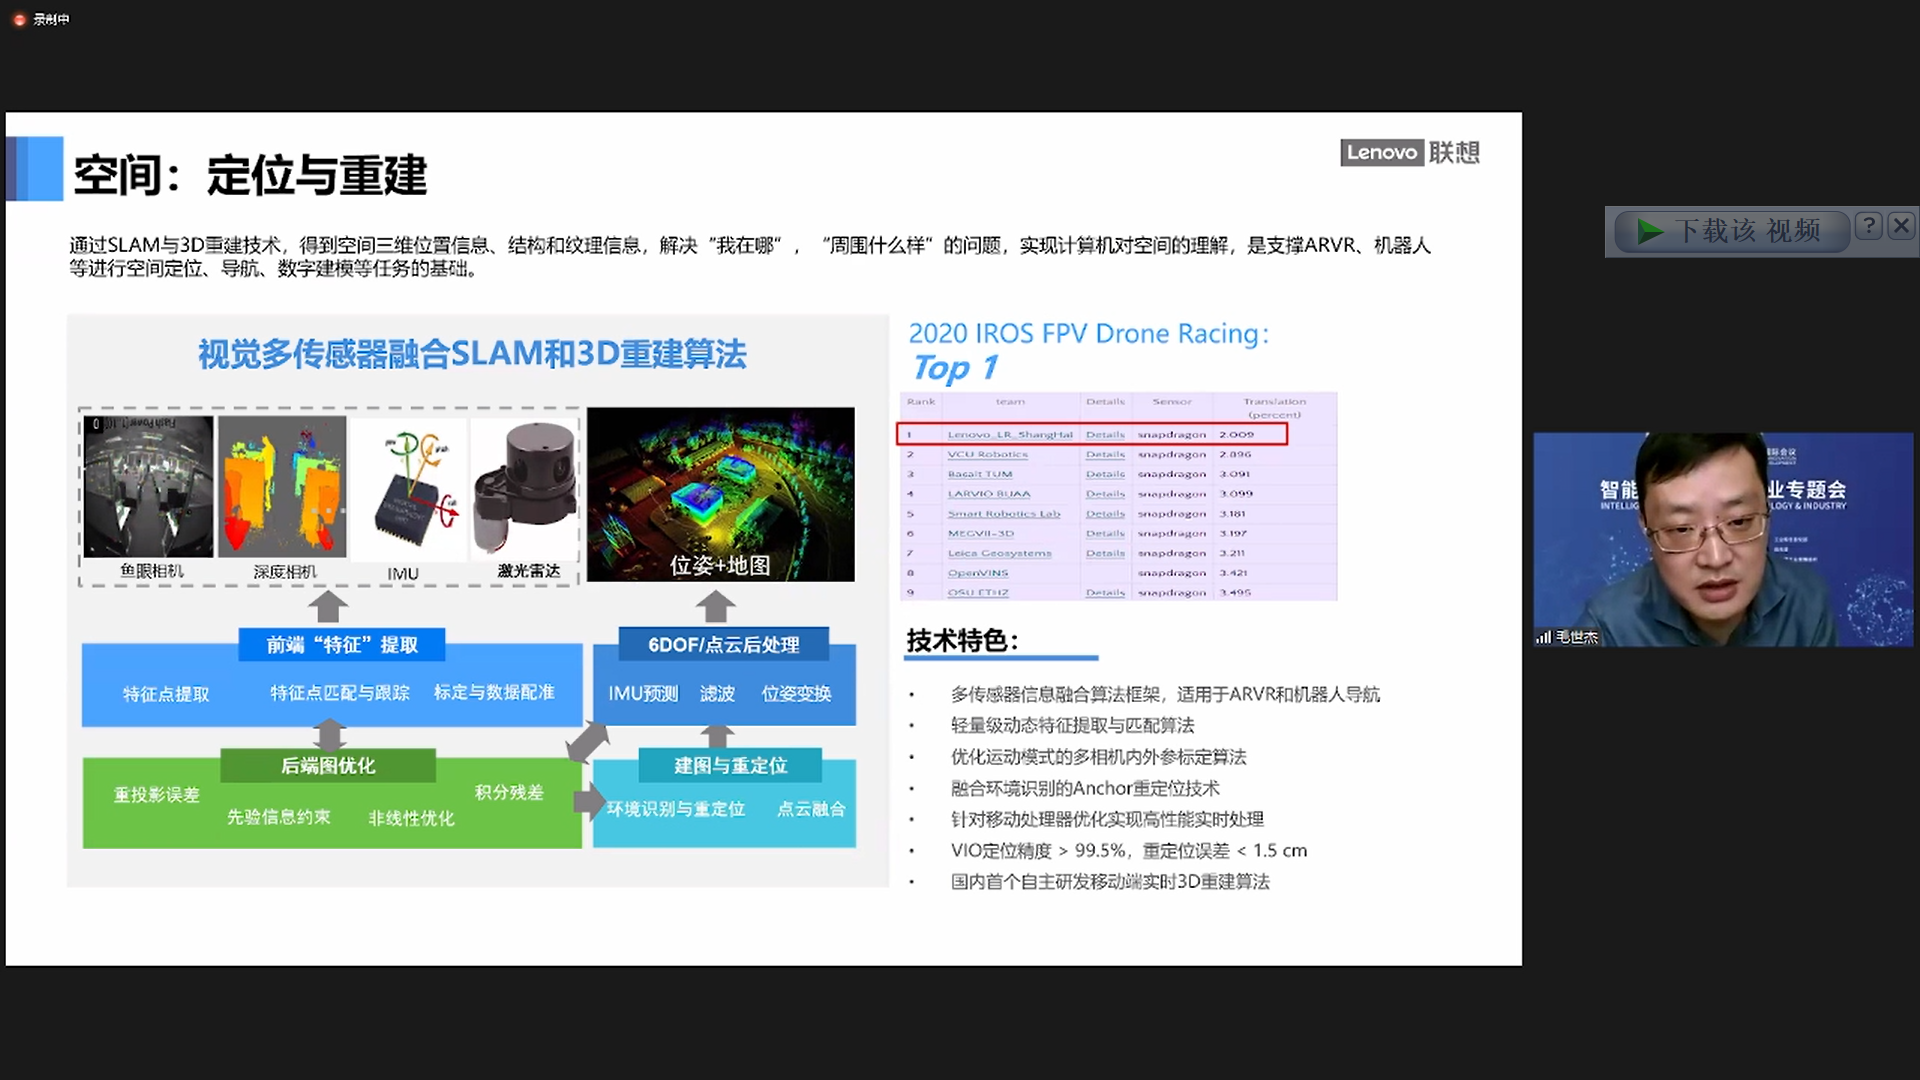 录制中
空间：定位与重建
Lenovo 联想
通过SLAM与3D重建技术，得到空间三维位置信息、结构和纹理信息，解决“我在哪”，“周围什么样”的问题，实现计算机对空间的理解，是支撑ARVR、机器人
等进行空间定位、导航、数字建模等任务的基础。
视觉多传感器融合SLAM和3D重建算法
鱼眼相机
深度相机
IMU
激光雷达
位姿+地图
前端“特征”提取
特征点提取
特征点匹配与跟踪
标定与数据配准
6DOF/点云后处理
IMU预测
滤波
位姿变换
后端图优化
重投影误差
先验信息约束
非线性优化
积分残差
建图与重定位
环境识别与重定位
点云融合
2020 IROS FPV Drone Racing：
Top 1
Rank team Details Sensor Translation
(percent)
1 Lenovo_LR_ShangHai Details snapdragon 2.009
2 VCU Robotics Details snapdragon 2.896
3 Basalt TUM Details snapdragon 3.091
4 LARVIO BUAA Details snapdragon 3.099
5 Smart Robotics Lab Details snapdragon 3.181
6 MEGVII-3D Details snapdragon 3.197
7 Leica Geosystems Details snapdragon 3.211
8 OpenVINS snapdragon 3.421
9 OSU ETHZ Details snapdragon 3.495
技术特色：
• 多传感器信息融合算法框架，适用于ARVR和机器人导航
• 轻量级动态特征提取与匹配算法
• 优化运动模式的多相机内外参标定算法
• 融合环境识别的Anchor重定位技术
• 针对移动处理器优化实现高性能实时处理
• VIO定位精度 > 99.5%，重定位误差 < 1.5 cm
• 国内首个自主研发移动端实时3D重建算法
下载该 视频
?
智能
业专题会
毛世杰